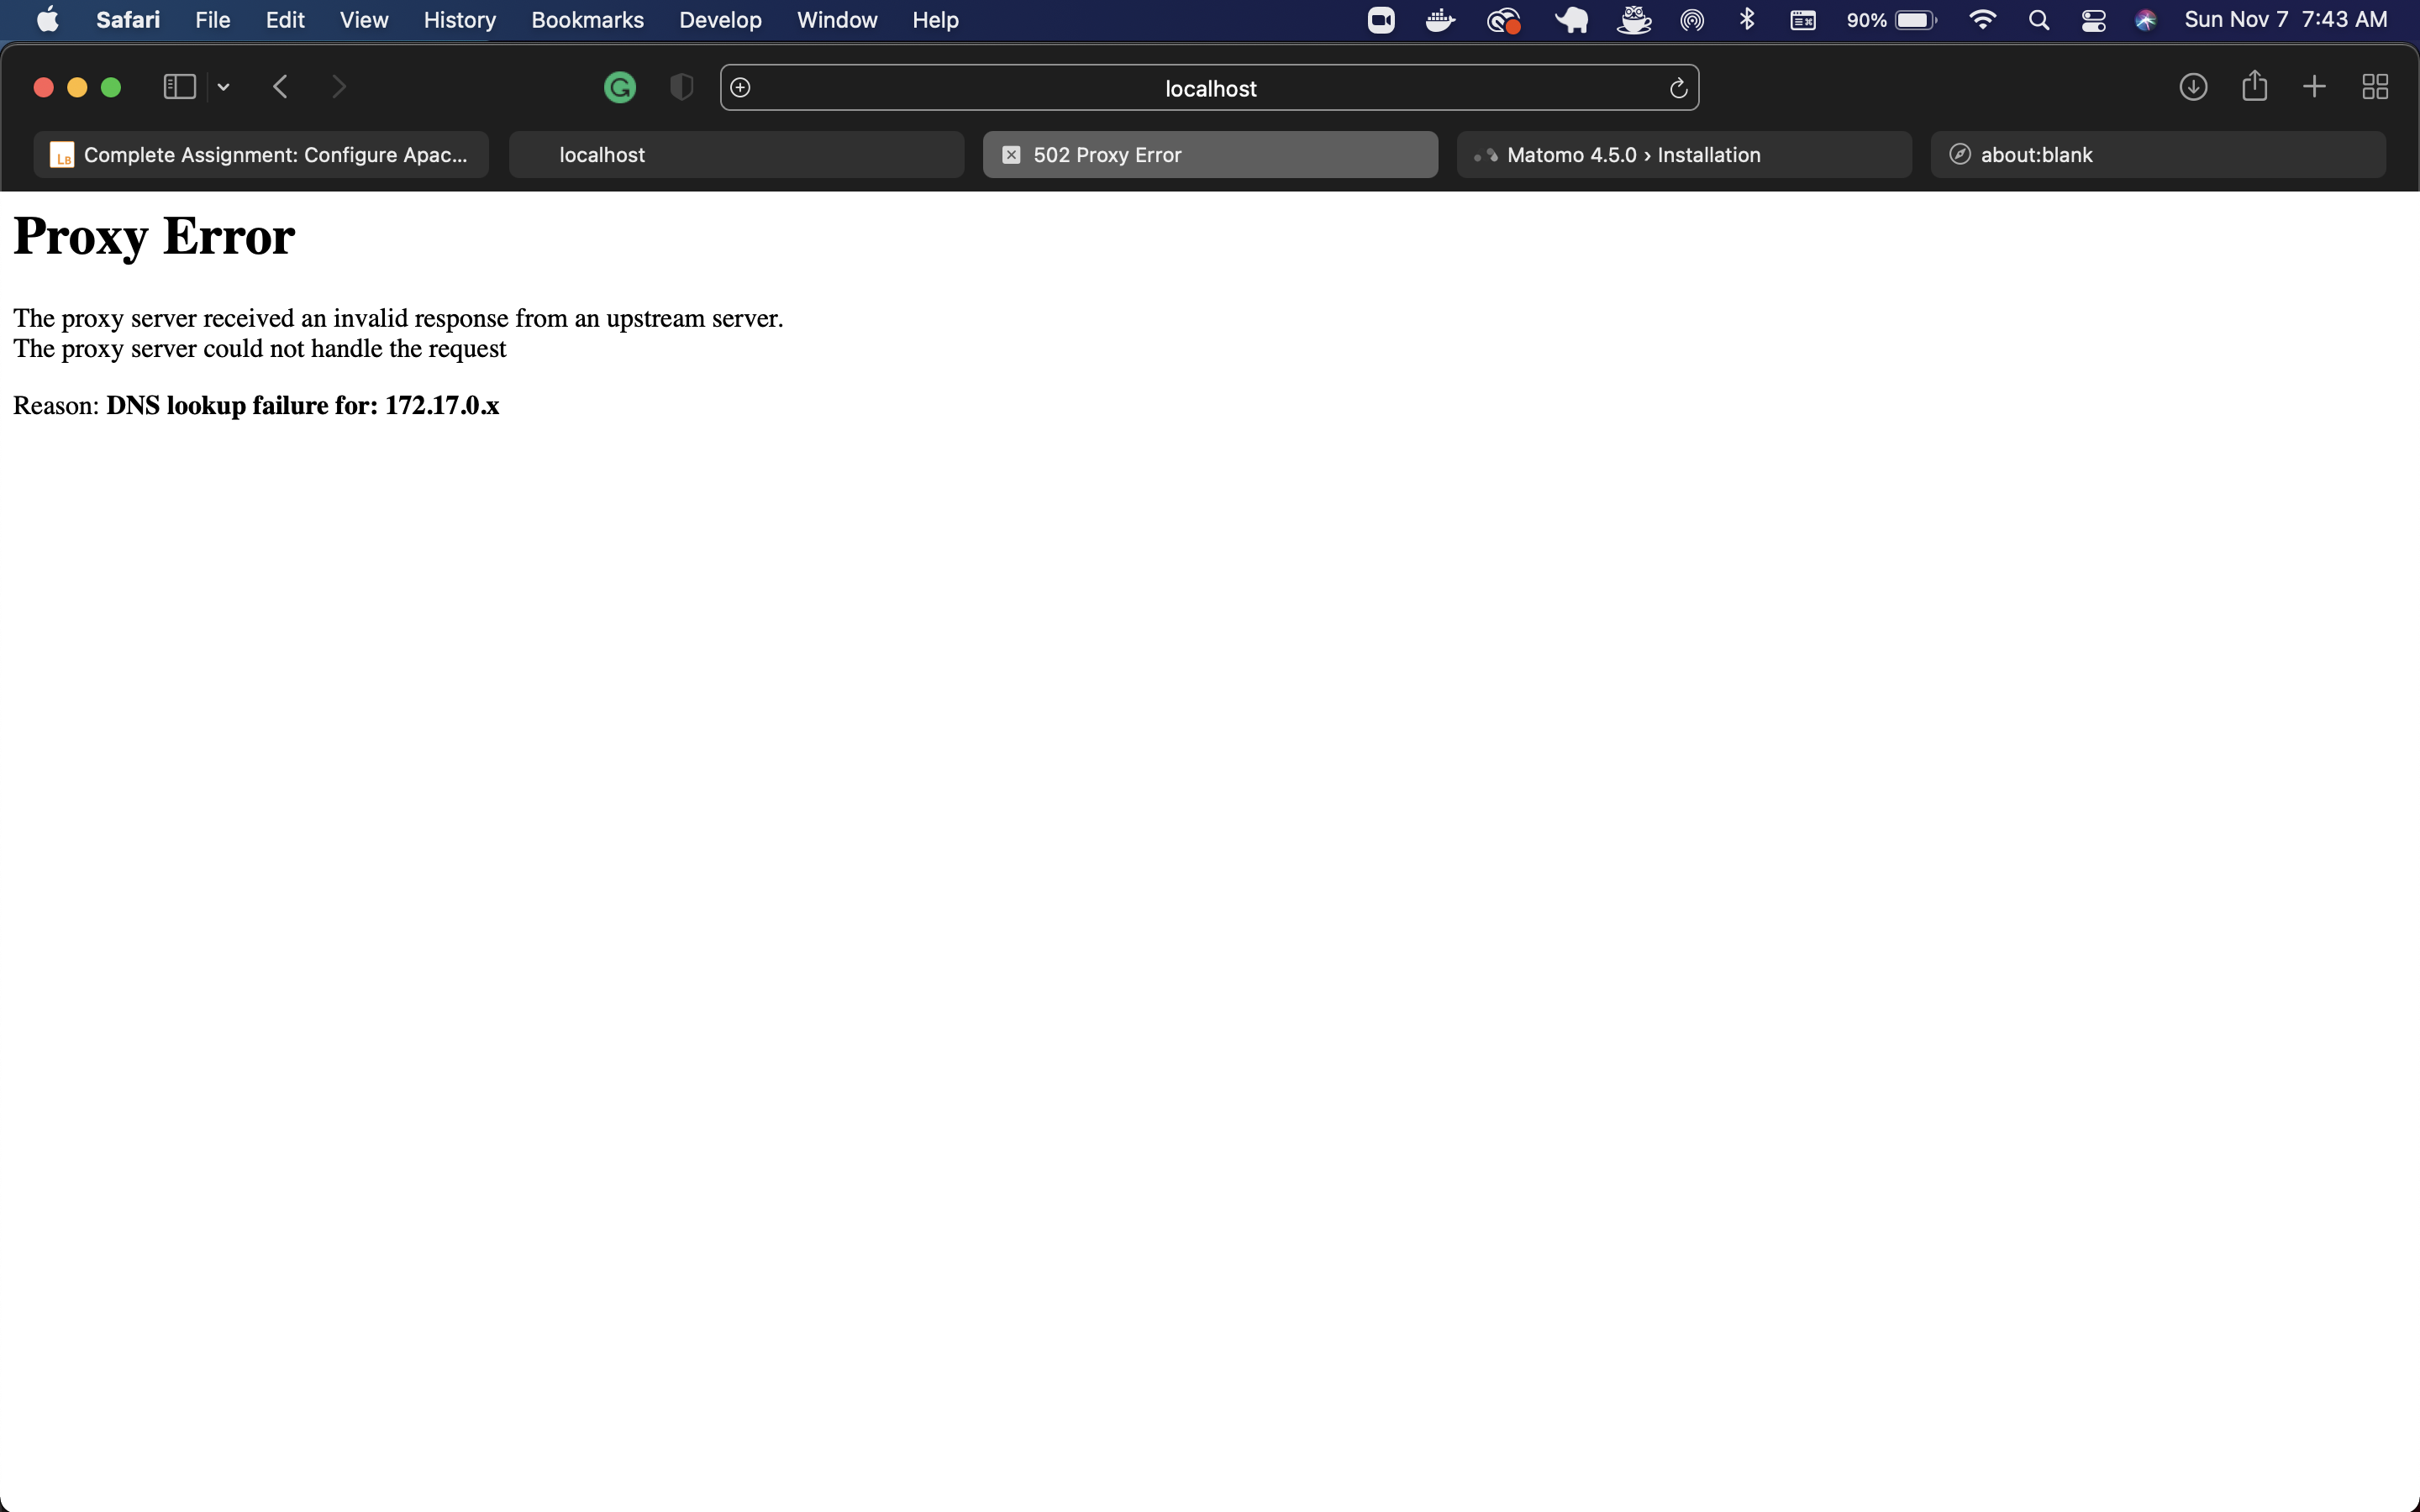 Safari File Edit View History Bookmarks Develop Window Help 90% Sun Nov 7 7:43 AM
localhost
LB Complete Assignment: Configure Apac... localhost 502 Proxy Error Matomo 4.5.0 › Installation about:blank
Proxy Error
The proxy server received an invalid response from an upstream server.
The proxy server could not handle the request
Reason: DNS lookup failure for: 172.17.0.x